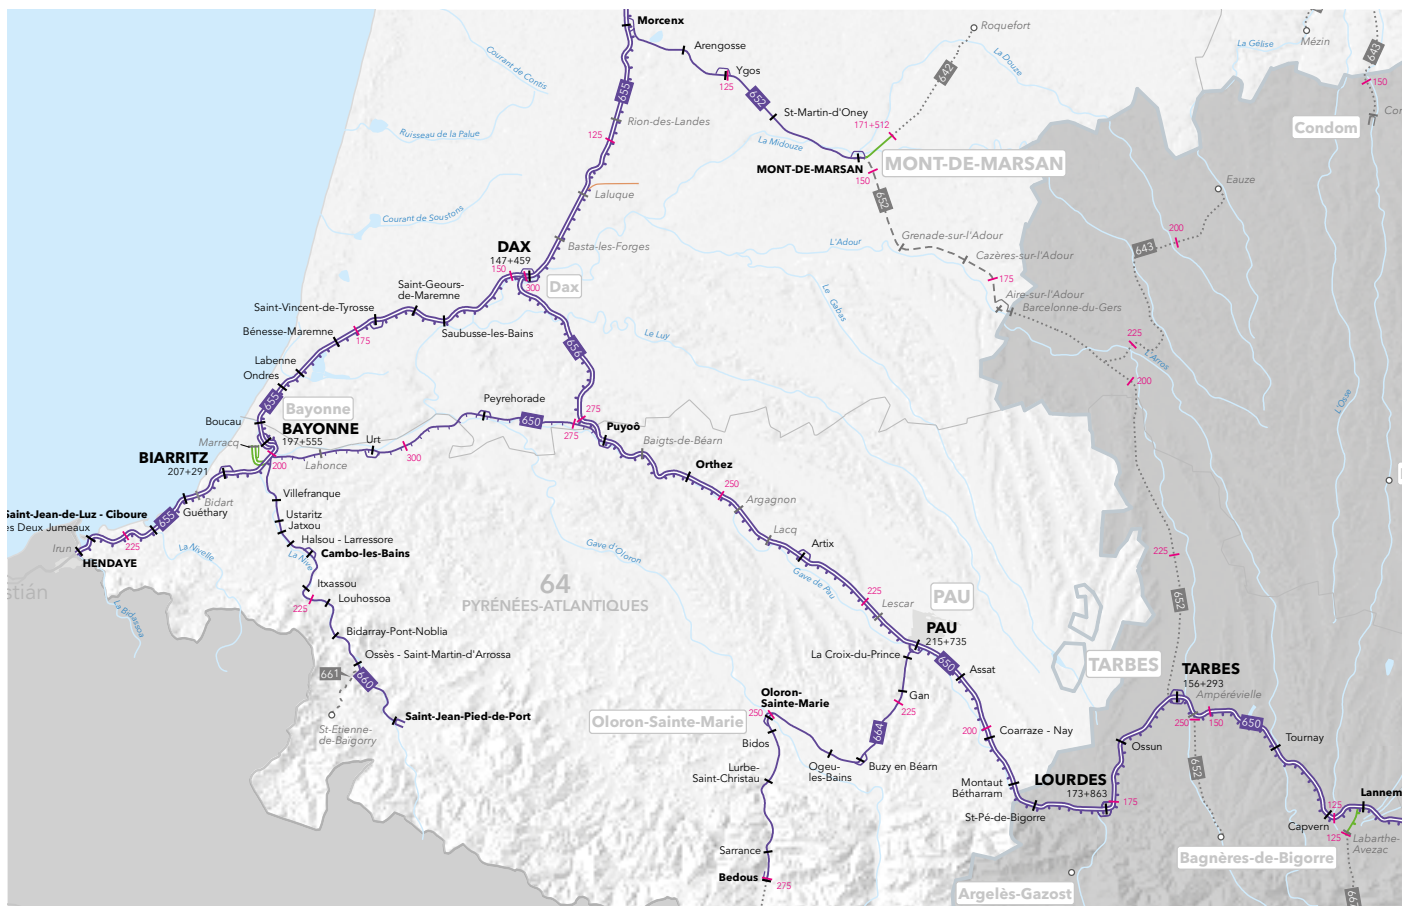 Morcenx
Roquefort
Arengosse
La Gélise
Mézin
643
Courant de Contis
La Douze
Ygos
125
642
150
655
652
St-Martin-d'Oney
Rion-des-Landes
171+512
Condom
125
Ruisseau de la Palue
La Midouze
MONT-DE-MARSAN
MONT-DE-MARSAN
150
Eauze
Laluque
652
Courant de Soustons
200
Grenade-sur-l'Adour
L'Adour
643
Basta-les-Forges
DAX
147+459
Cazères-sur-l'Adour
150
300
Dax
175
Saint-Geours-
de-Maremne
Le Gabas
Aire-sur-l'Adour
Barcelonne-du-Gers
Saint-Vincent-de-Tyrosse
Bénesse-Maremne
175
Saubusse-les-Bains
Le Luy
225
656
L'Arros
Labenne
Ondres
200
655
Peyrehorade
L'Osse
Bayonne
275
Boucau
BAYONNE
197+555
650
275
Puyoô
Marracq
Urt
300
Baigts-de-Béarn
BIARRITZ
207+291
200
Lahonce
Orthez
250
Villefranque
Bidart
Guéthary
Argagnon
Saint-Jean-de-Luz - Ciboure
es Deux Jumeaux
655
Ustaritz
Jatxou
Lacq
Irun
225
Halsou - Larressore
Artix
HENDAYE
La Nivelle
La Nive
Cambo-les-Bains
Gave d'Oloron
225
stián
Itxassou
64
PYRÉNÉES-ATLANTIQUES
Gave de Pau
225
Louhossoa
225
652
La Bidassoa
Lescar
PAU
Bidarray-Pont-Noblia
PAU
215+735
Ossès - Saint-Martin-d'Arrossa
La Croix-du-Prince
650
TARBES
TARBES
156+293
661
660
Assat
Ampérévielle
Oloron-
Sainte-Marie
Gan
Saint-Jean-Pied-de-Port
250
225
250
150
650
Oloron-Sainte-Marie
St-Etienne-
de-Baïgorry
664
200
Coarraze - Nay
Tournay
Bidos
Ossun
Ogeu-
les-Bains
Buzy en Béarn
652
Lurbe-
Saint-Christau
Montaut
Bétharram
LOURDES
173+863
175
125
Lannem
St-Pé-de-Bigorre
Capvern
125
Labarthe-
Avezac
Sarrance
Bagnères-de-Bigorre
Bedous
275
Argelès-Gazost